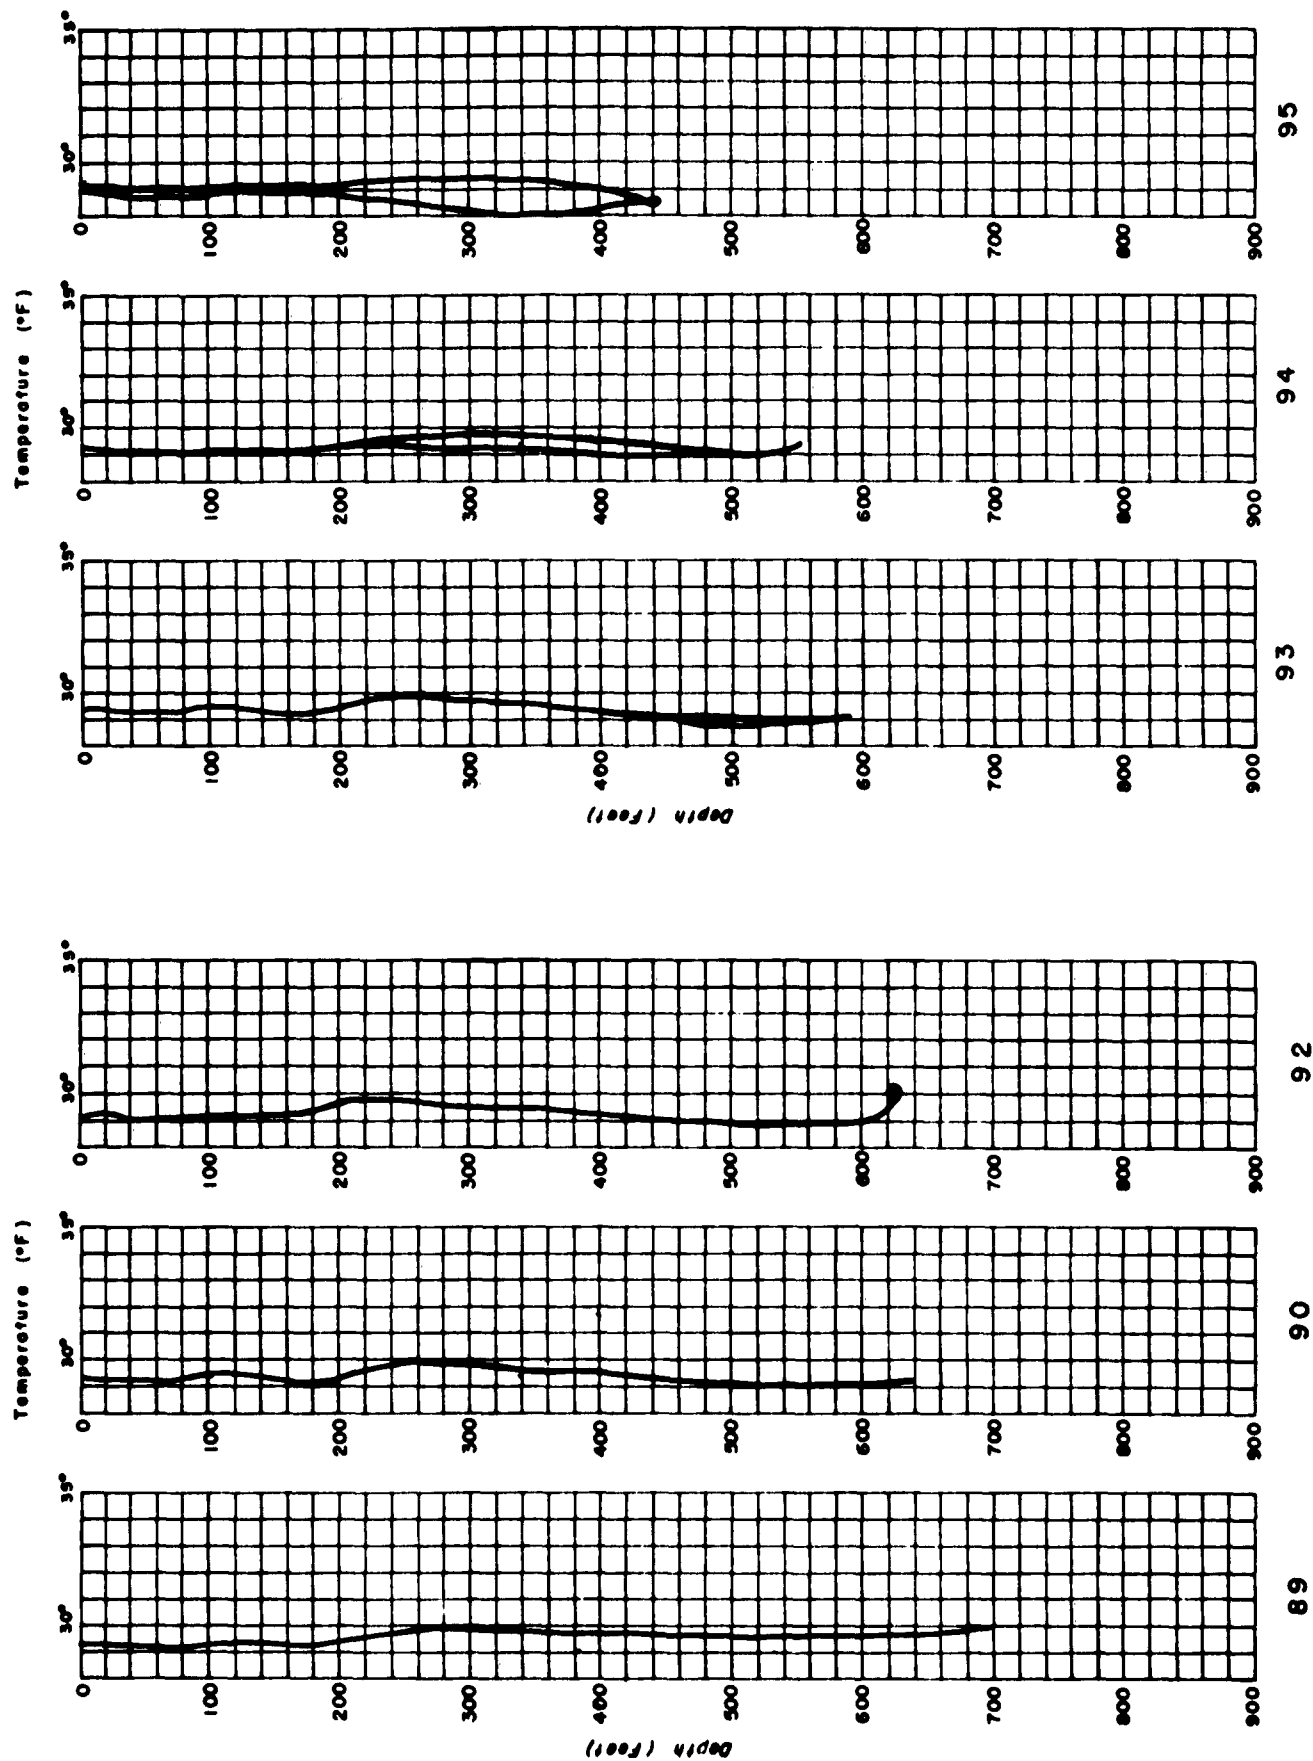 Temperature (°F) Temperature (°F)
30° 35° 30° 35° 30° 35° 30° 35° 30° 35° 30° 35°
0 0 0 0 0 0
100 100 100 100 100 100
200 200 200 200 200 200
300 300 300 300 300 300
400 400 400 400 400 400
Depth (Feet) Depth (Feet)
500 500 500 500 500 500
600 600 600 600 600 600
700 700 700 700 700 700
800 800 800 800 800 800
900 900 900 900 900 900
89 90 92 93 94 95